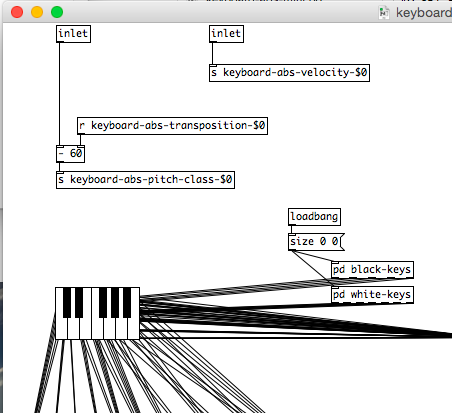 keyboard
inlet
inlet
s keyboard-abs-velocity-$0
r keyboard-abs-transposition-$0
- 60
s keyboard-abs-pitch-class-$0
loadbang
size 0 0
pd black-keys
pd white-keys